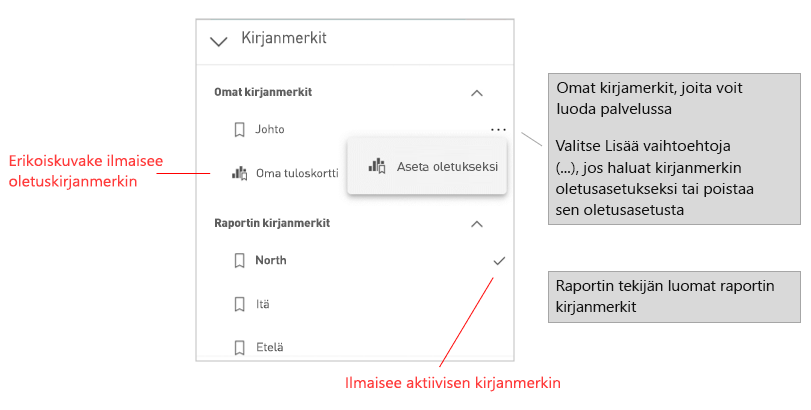 Kirjanmerkit
Omat kirjanmerkit
Johto
...
Oma tuloskortti
Aseta oletukseksi
Raportin kirjanmerkit
North
Itä
Etelä
Erikoiskuvake ilmaisee
oletuskirjanmerkin
Ilmaisee aktiivisen kirjanmerkin
Omat kirjamerkit, joita voit
luoda palvelussa
Valitse Lisää vaihtoehtoja
(...), jos haluat kirjanmerkin
oletusasetukseksi tai poistaa
sen oletusasetusta
Raportin tekijän luomat raportin
kirjanmerkit